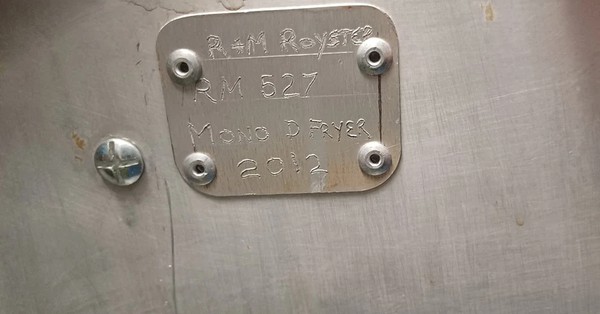 R+M ROYSTER
RM 527
MONO D FRYER
2012